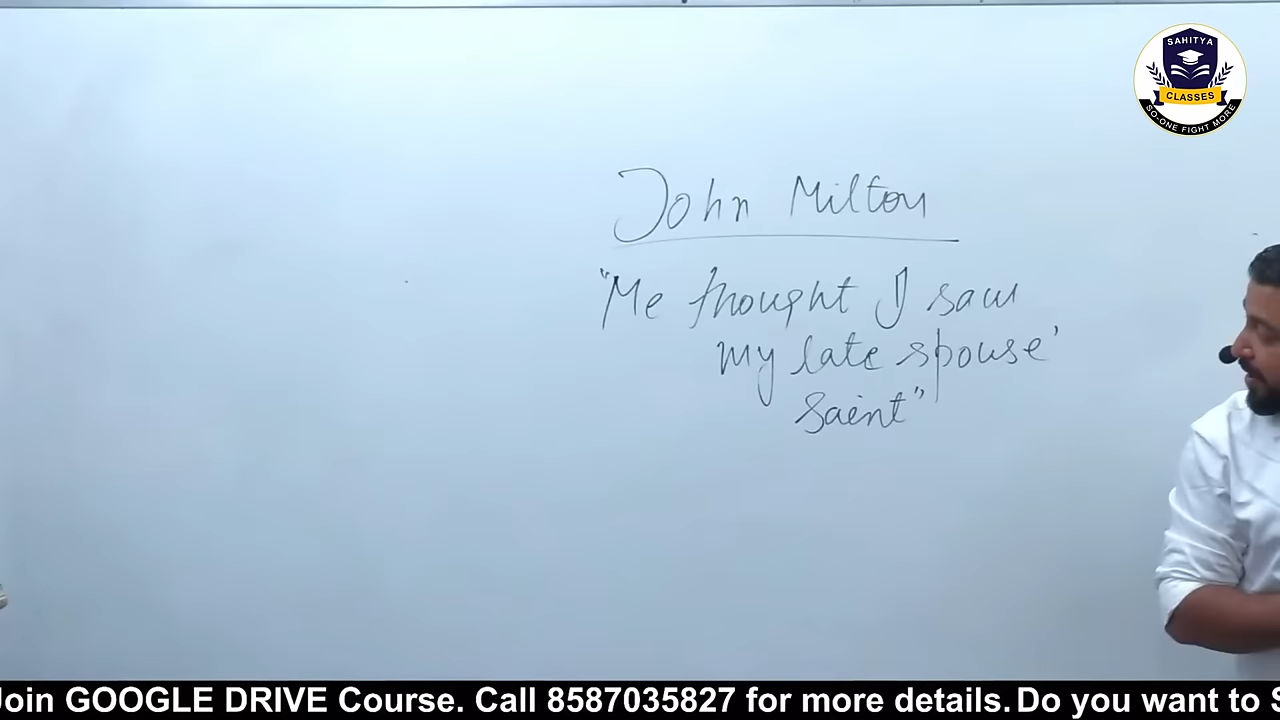 SAHITYA
CLASSES
SO-ONE FIGHT MORE
John Milton
"Me thought I saw
my late spouse'
Saint"
Join GOOGLE DRIVE Course. Call 8587035827 for more details. Do you want to S